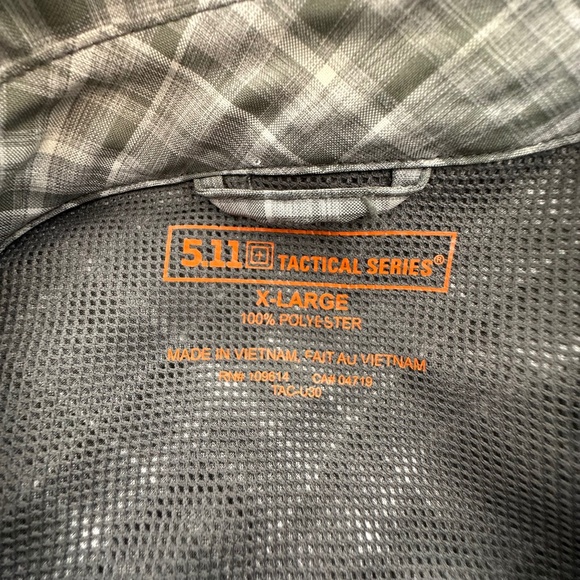 5.11 TACTICAL SERIES®
X-LARGE
100% POLYESTER
MADE IN VIETNAM, FAIT AU VIETNAM
RN# 109614 CA# 04719
TAC-U30